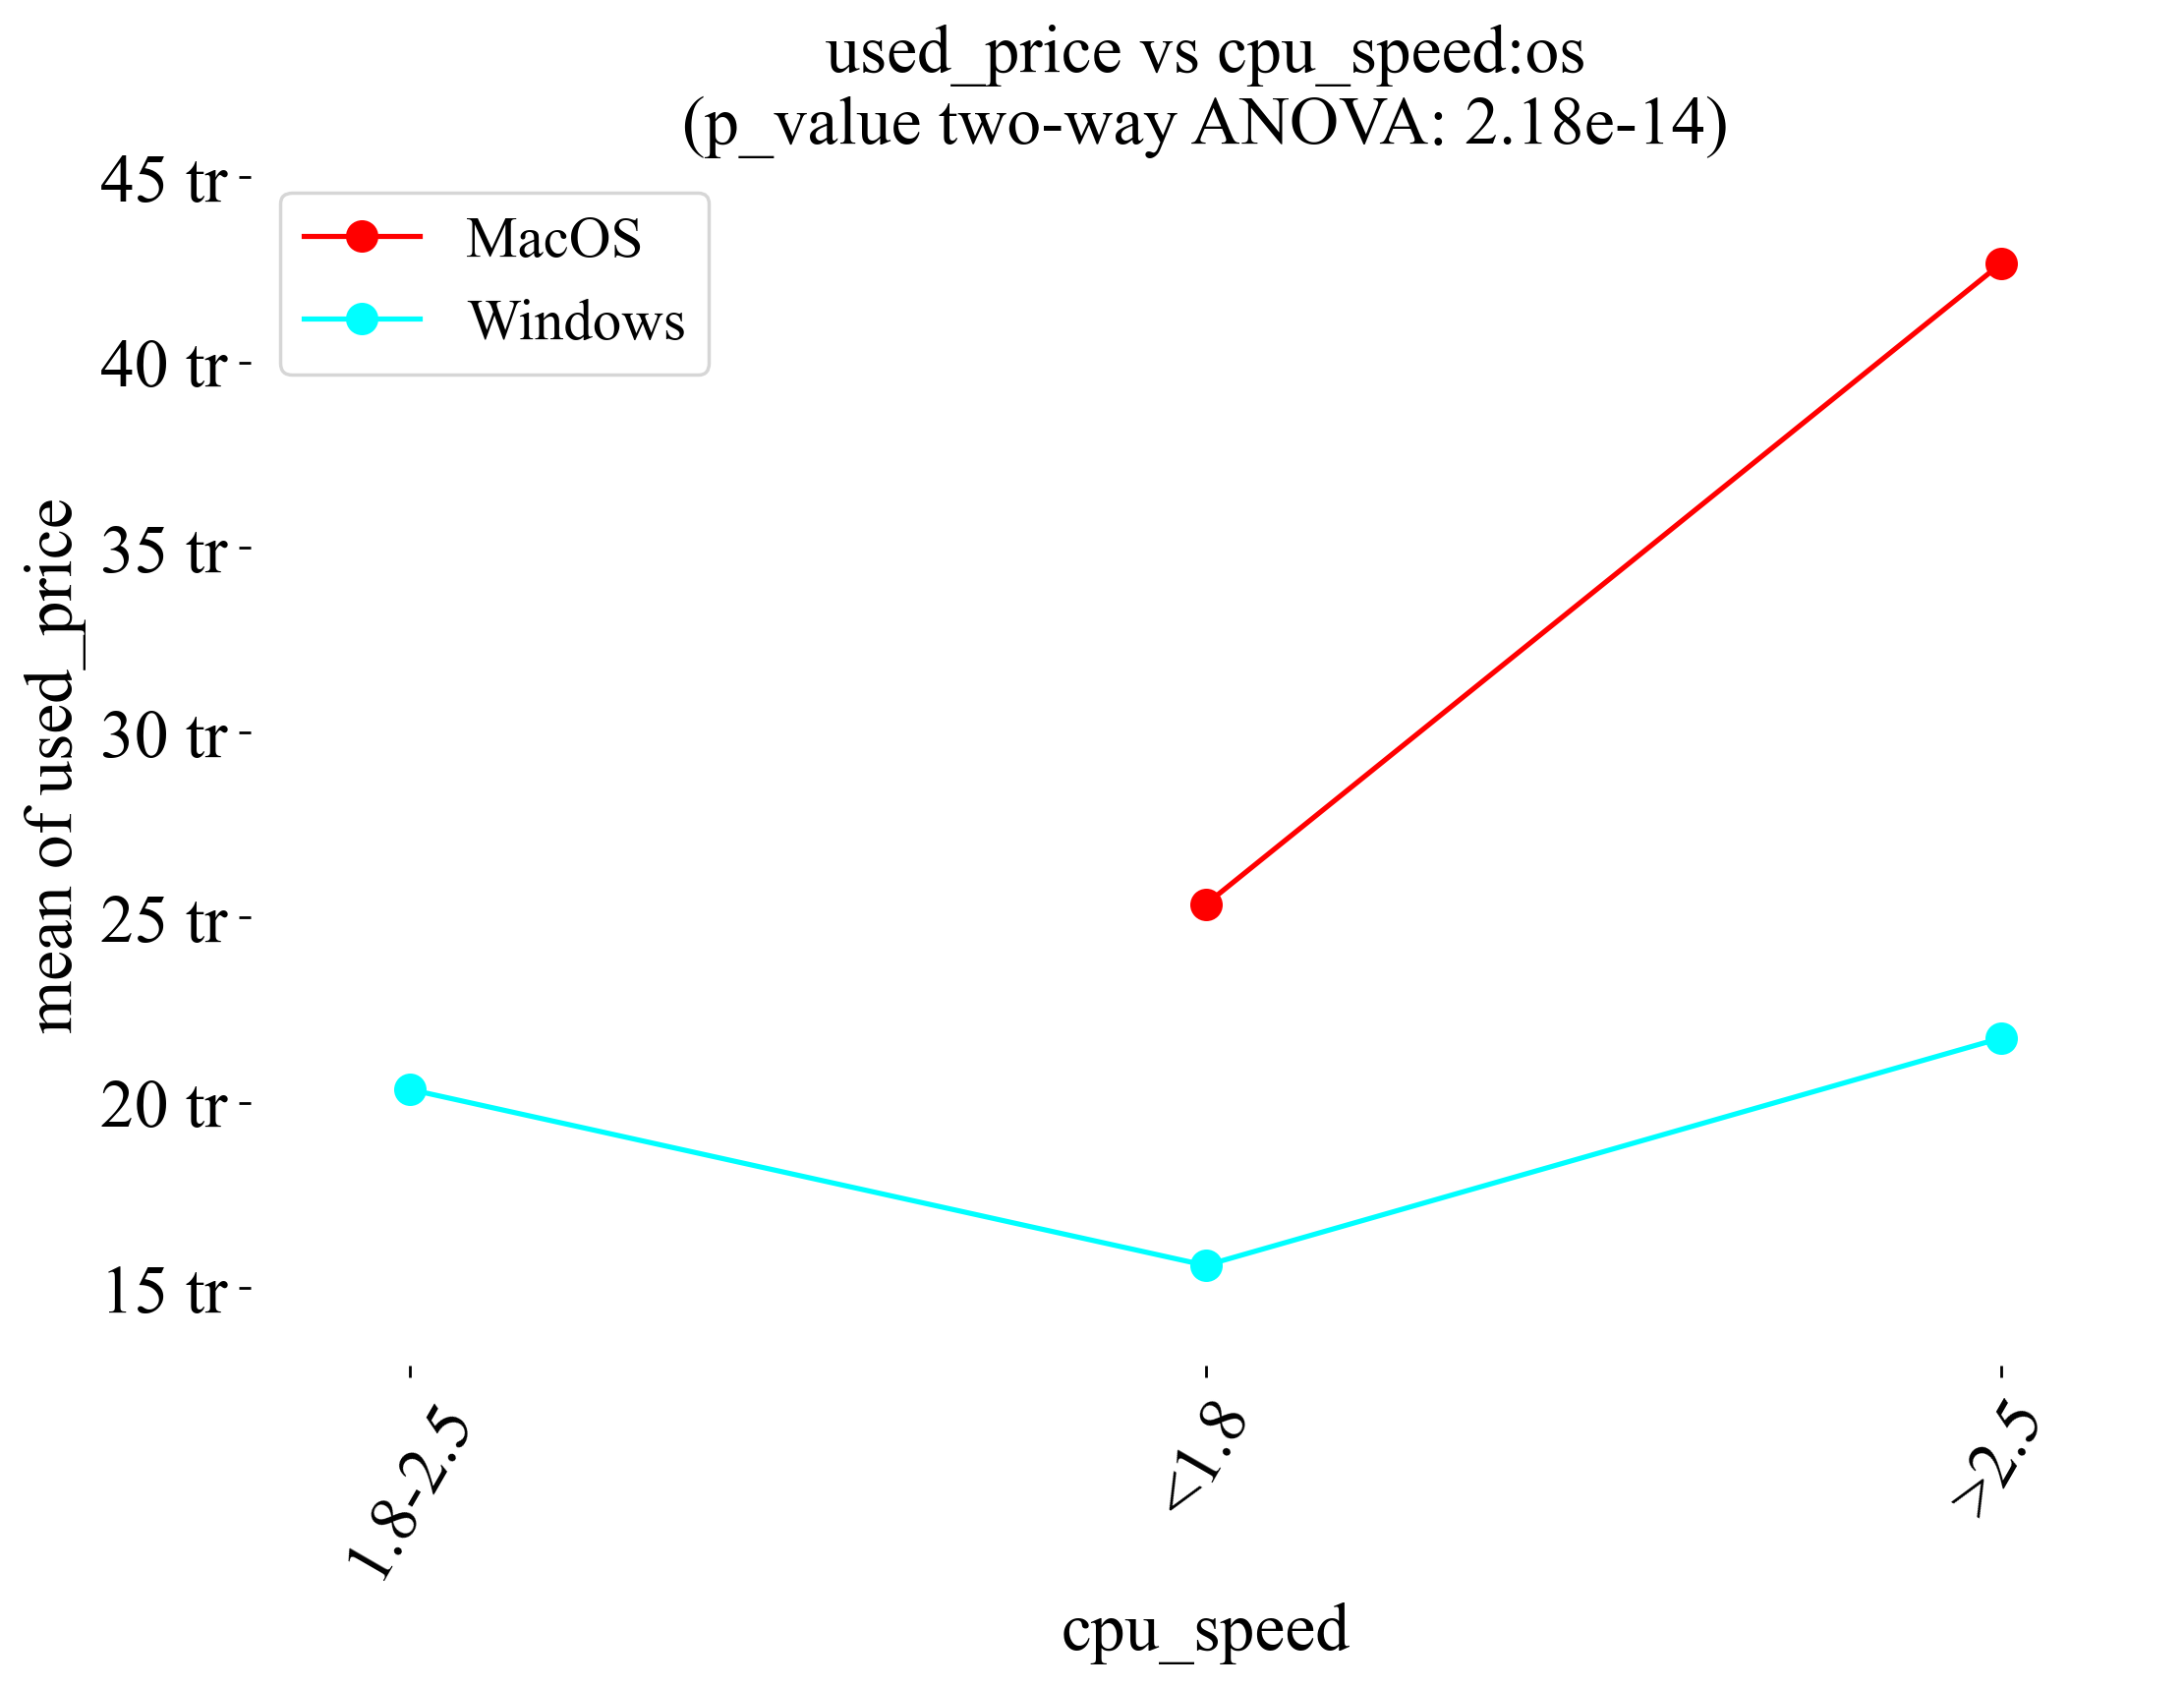 used_price vs cpu_speed:os
(p_value two-way ANOVA: 2.18e-14)
45 tr
40 tr
35 tr
30 tr
25 tr
20 tr
15 tr
MacOS
Windows
mean of used_price
1.8-2.5
<1.8
>2.5
cpu_speed